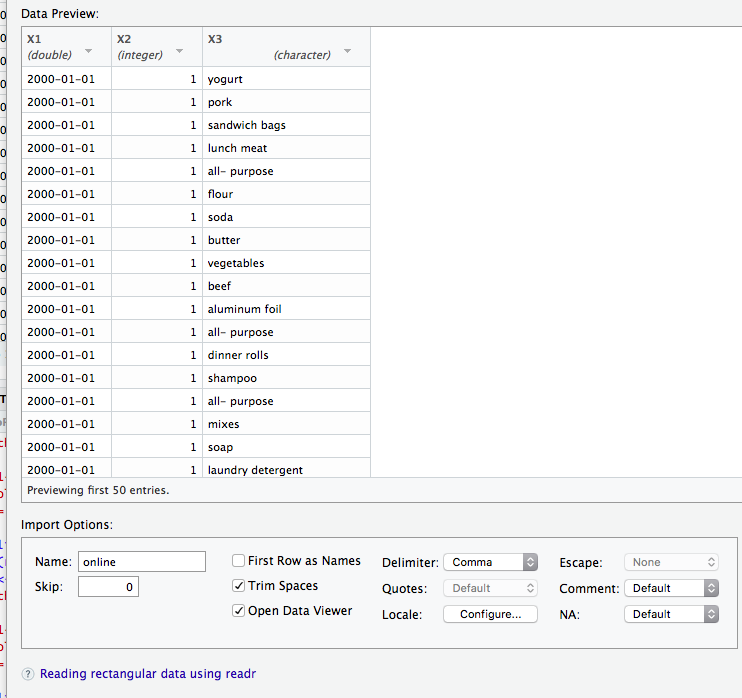 Data Preview:
X1 X2 X3
(double) (integer) (character)
2000-01-01 1 yogurt
2000-01-01 1 pork
2000-01-01 1 sandwich bags
2000-01-01 1 lunch meat
2000-01-01 1 all- purpose
2000-01-01 1 flour
2000-01-01 1 soda
2000-01-01 1 butter
2000-01-01 1 vegetables
2000-01-01 1 beef
2000-01-01 1 aluminum foil
2000-01-01 1 all- purpose
2000-01-01 1 dinner rolls
2000-01-01 1 shampoo
2000-01-01 1 all- purpose
2000-01-01 1 mixes
2000-01-01 1 soap
2000-01-01 1 laundry detergent
Previewing first 50 entries.
Import Options:
Name: online First Row as Names Delimiter: Comma Escape: None
Skip: 0 Trim Spaces Quotes: Default Comment: Default
Open Data Viewer Locale: Configure... NA: Default
? Reading rectangular data using readr